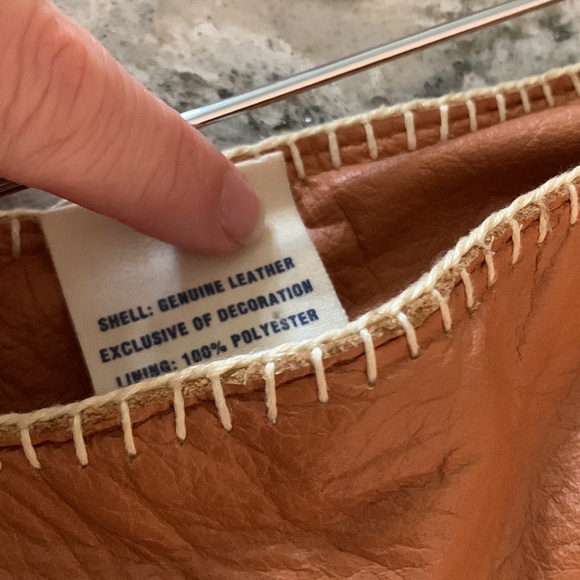 SHELL: GENUINE LEATHER
EXCLUSIVE OF DECORATION
LINING: 100% POLYESTER